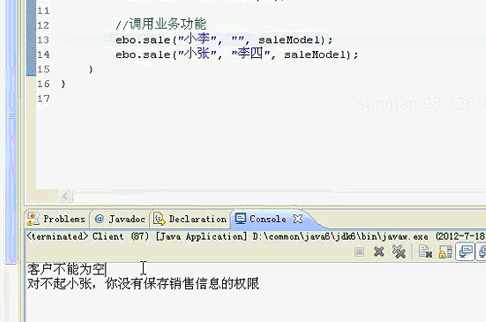 11
12 //调用业务功能
13 ebo.sale("小李", "", saleModel);
14 ebo.sale("小张", "李四", saleModel);
15 }
16 }
17
Problems @ Javadoc Declaration Console
<terminated> Client (87) [Java Application] D:\common\java6\jdk6\bin\javaw.exe (2012-7-18
客户不能为空
对不起小张，你没有保存销售信息的权限